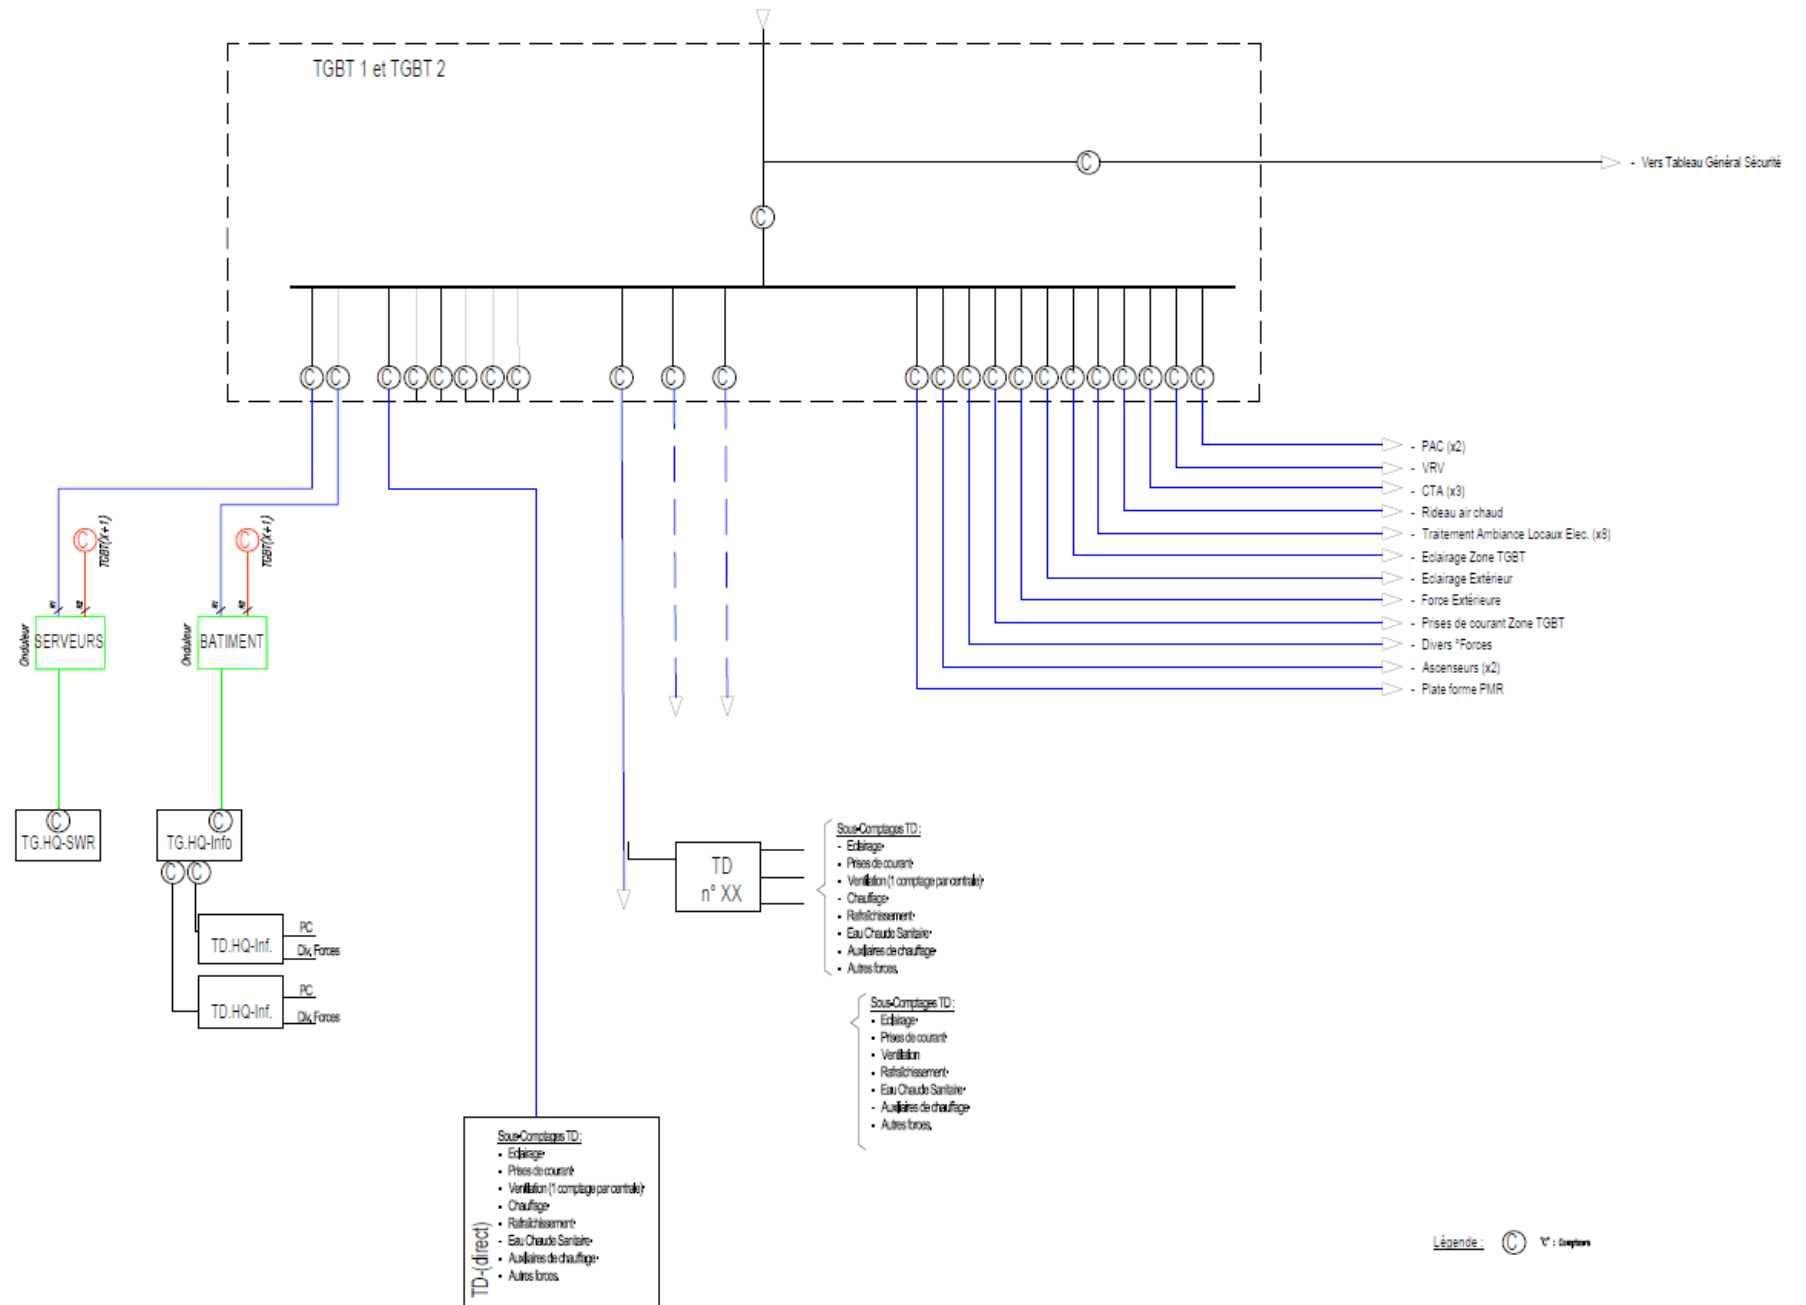 TGBT 1 et TGBT 2
C
- Vers Tableau Général Sécurité
C
C C C C C C C C C C C C C C C C C C C C C C C
- PAC (x2)
- VRV
- CTA (x3)
- Rideau air chaud
- Traitement Ambiance Locaux Elec. (x8)
- Eclairage Zone TGBT
- Eclairage Extérieur
- Force Extérieure
- Prises de courant Zone TGBT
- Divers °Forces
- Ascenseurs (x2)
- Plate forme PMR
C
TGBT(X+1)
C
TGBT(X+1)
R1
R2
R1
R2
Onduleur
SERVEURS
Onduleur
BATIMENT
C
TG.HQ-SWR
C
TG.HQ-Info
C C
TD.HQ-Inf.
PC
Div. Forces
TD.HQ-Inf.
PC
Div. Forces
TD
n° XX
Sous-Comptages TD :
- Eclairage
- Prises de courant
- Ventilation (1 comptage par centrale)
- Chauffage
- Rafraîchissement
- Eau Chaude Sanitaire
- Auxiliaires de chauffage
- Autres forces.
Sous-Comptages TD :
- Eclairage
- Prises de courant
- Ventilation
- Rafraîchissement
- Eau Chaude Sanitaire
- Auxiliaires de chauffage
- Autres forces.
TD-(direct)
Sous-Comptages TD :
- Eclairage
- Prises de courant
- Ventilation (1 comptage par centrale)
- Chauffage
- Rafraîchissement
- Eau Chaude Sanitaire
- Auxiliaires de chauffage
- Autres forces.
Légende : C "C" : Compteurs